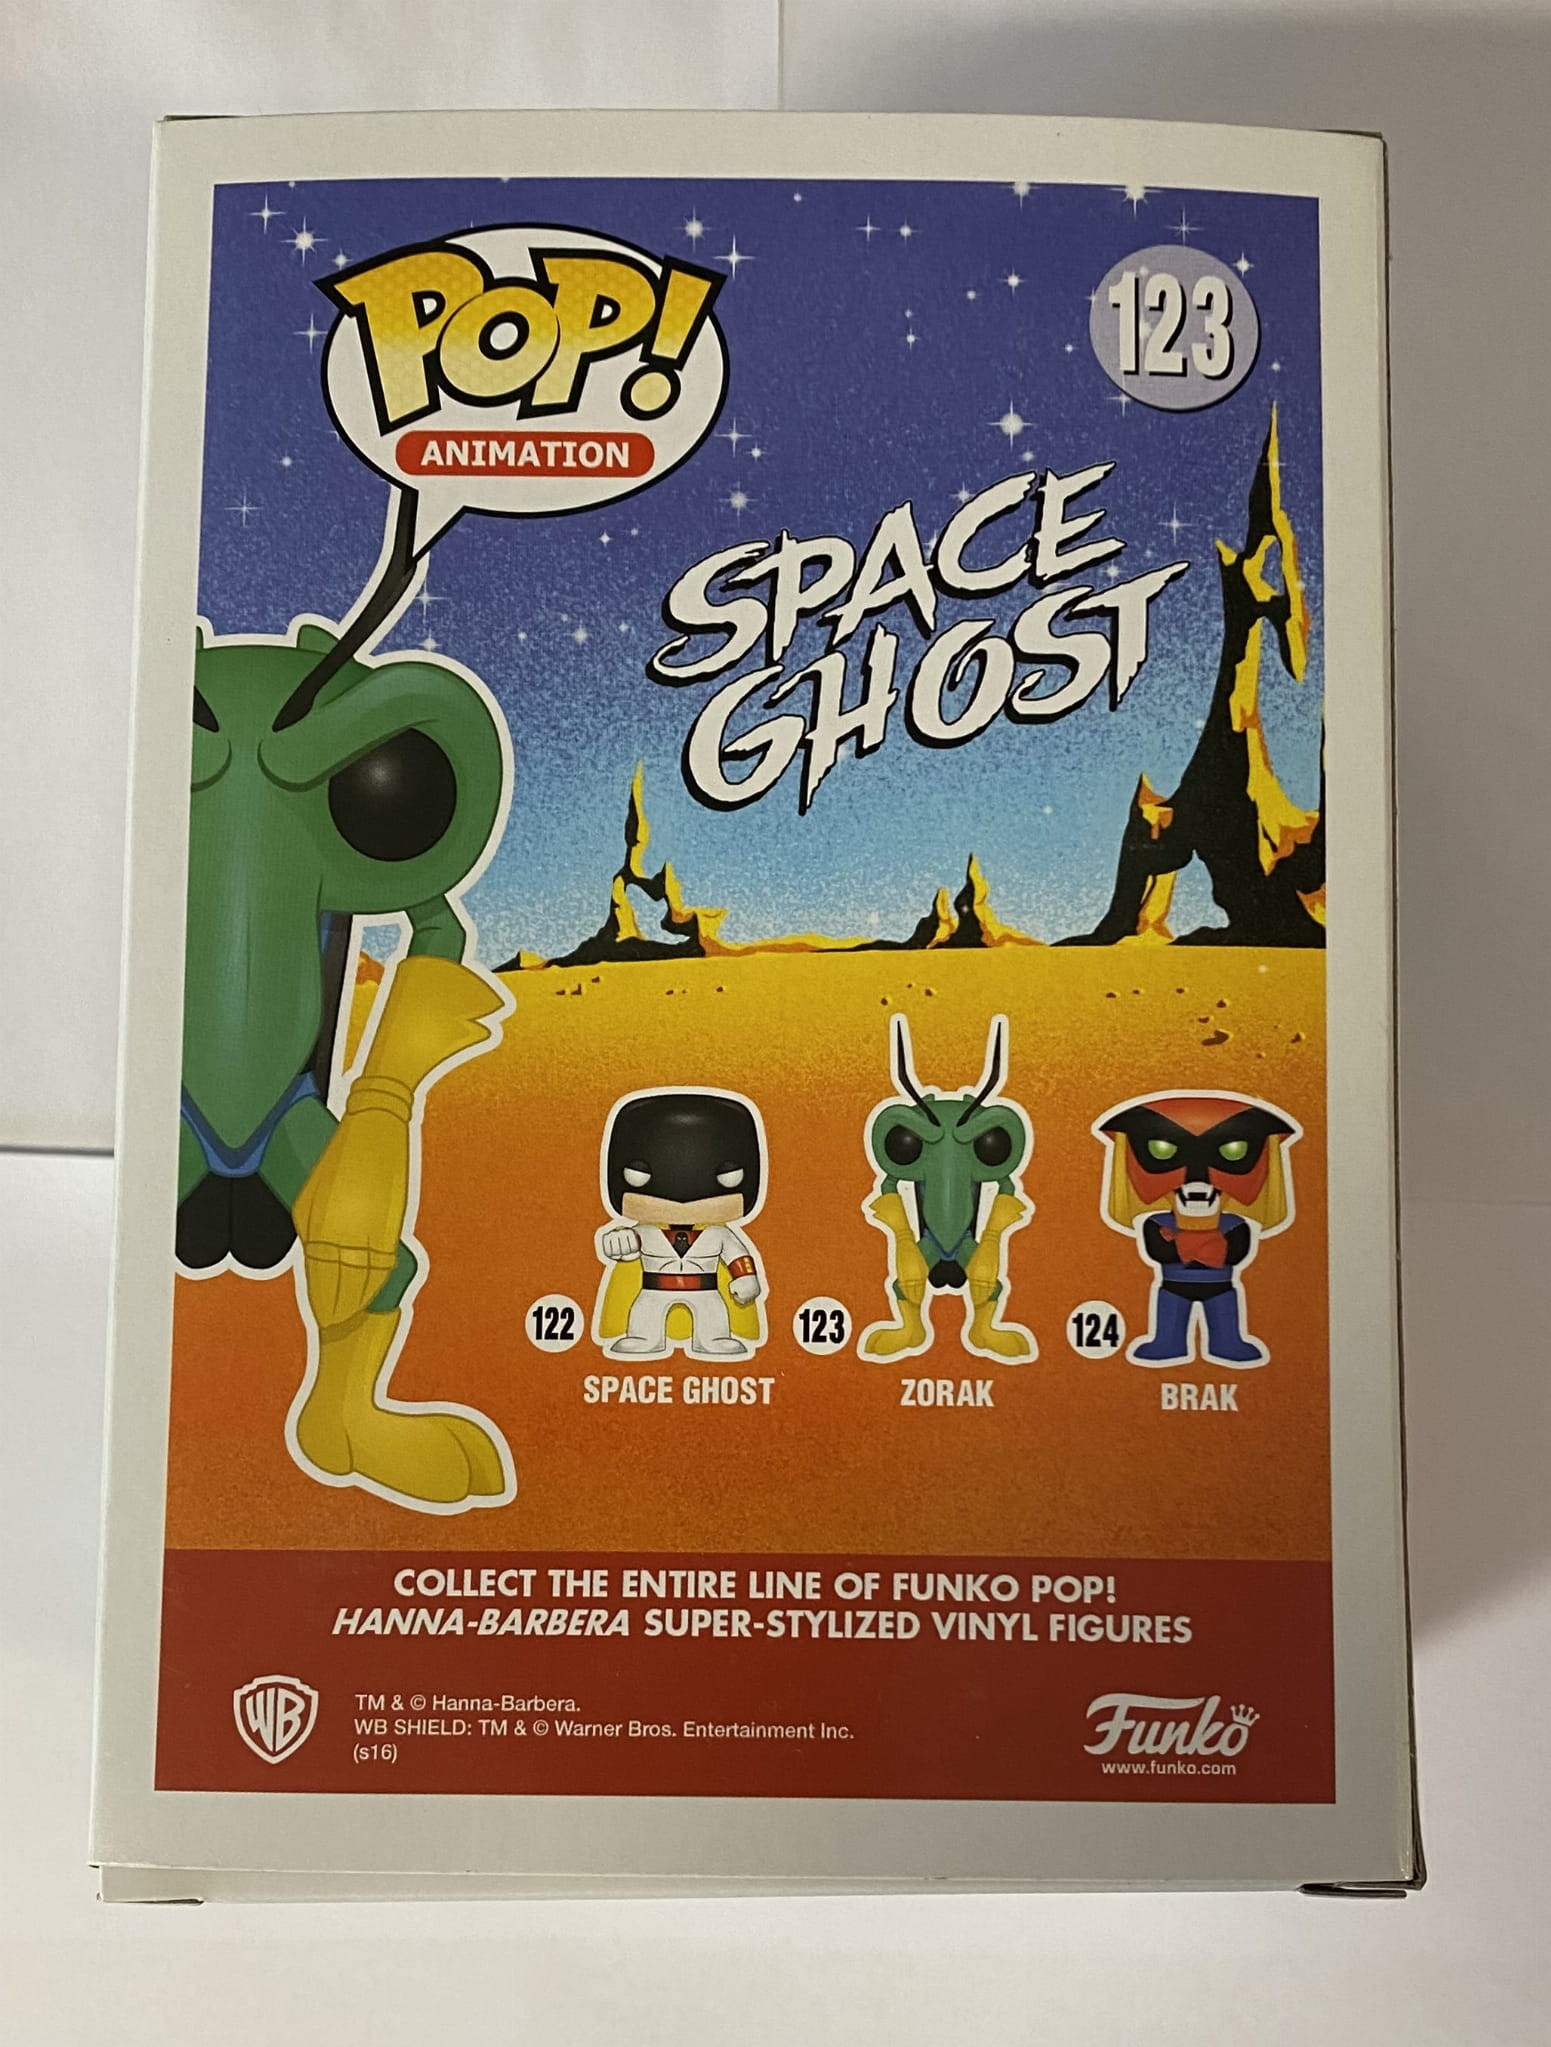 POP!
ANIMATION
123
SPACE
GHOST
122
SPACE GHOST
123
ZORAK
124
BRAK
COLLECT THE ENTIRE LINE OF FUNKO POP!
HANNA-BARBERA SUPER-STYLIZED VINYL FIGURES
WB
TM & © Hanna-Barbera.
WB SHIELD: TM & © Warner Bros. Entertainment Inc.
(s16)
Funko
www.funko.com